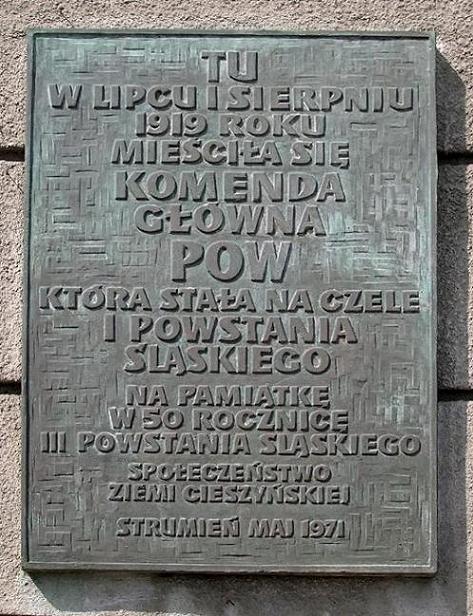 TU
W LIPCU I SIERPNIU
1919 ROKU
MIEŚCIŁA SIĘ
KOMENDA
GŁÓWNA
POW
KTÓRA STAŁA NA CZELE
I POWSTANIA
ŚLĄSKIEGO
NA PAMIĄTKĘ
W 50 ROCZNICĘ
III POWSTANIA ŚLĄSKIEGO
SPOŁECZEŃSTWO
ZIEMI CIESZYŃSKIEJ
STRUMIEŃ MAJ 1971